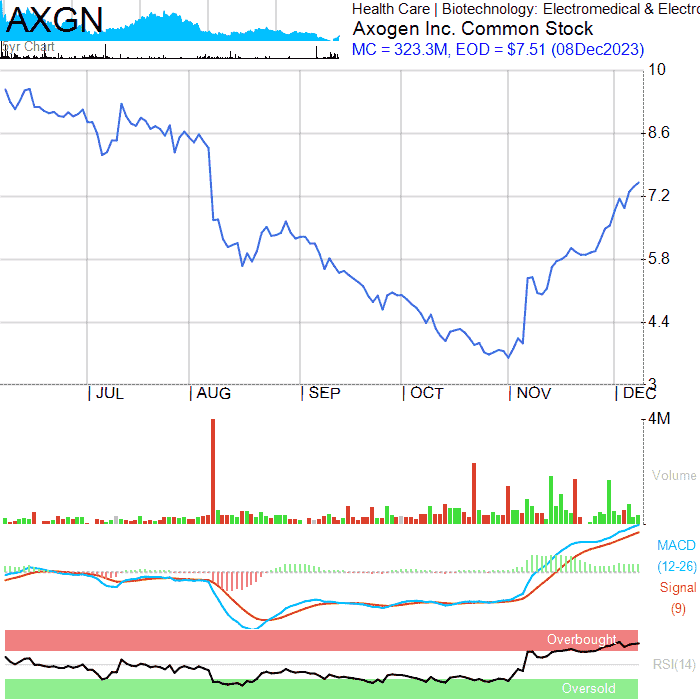 AXGN
5yr Chart
Health Care | Biotechnology: Electromedical & Electro
Axogen Inc. Common Stock
MC = 323.3M, EOD = $7.51 (08Dec2023)
10
8.6
7.2
5.8
4.4
3
JUL
AUG
SEP
OCT
NOV
DEC
4M
Volume
MACD
(12-26)
Signal
(9)
Overbought
RSI(14)
Oversold